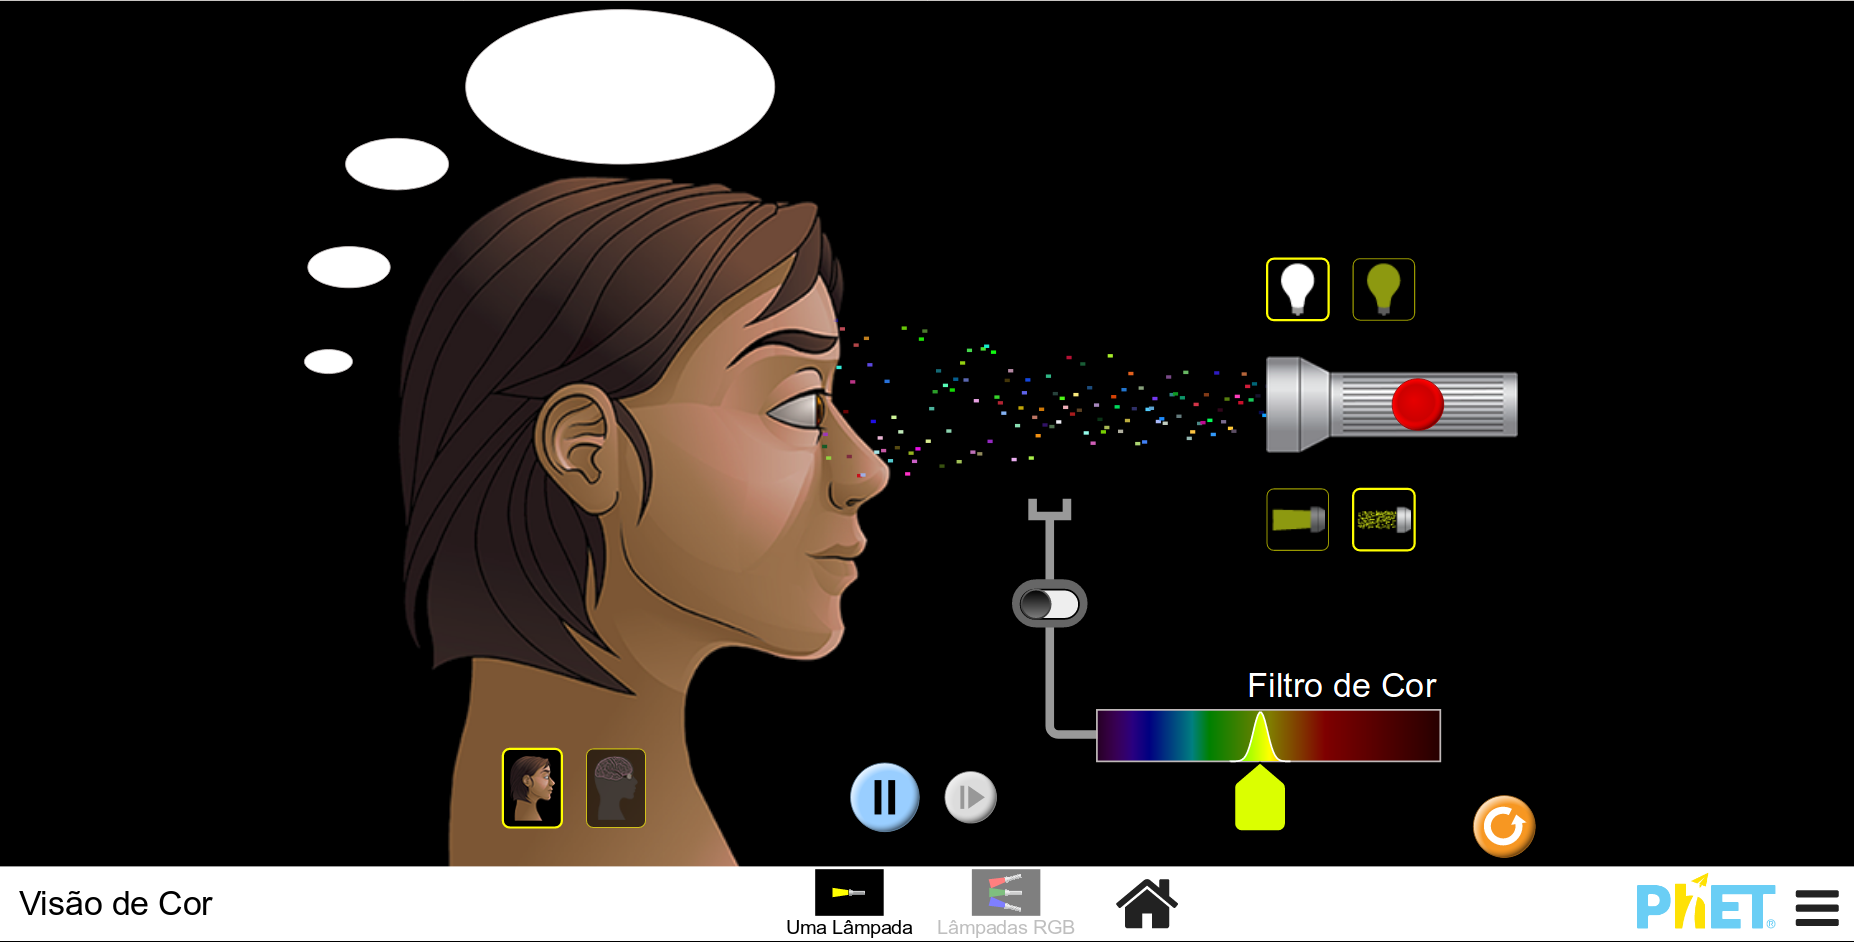 Filtro de Cor
Visão de Cor
Uma Lâmpada
Lâmpadas RGB
PhET®